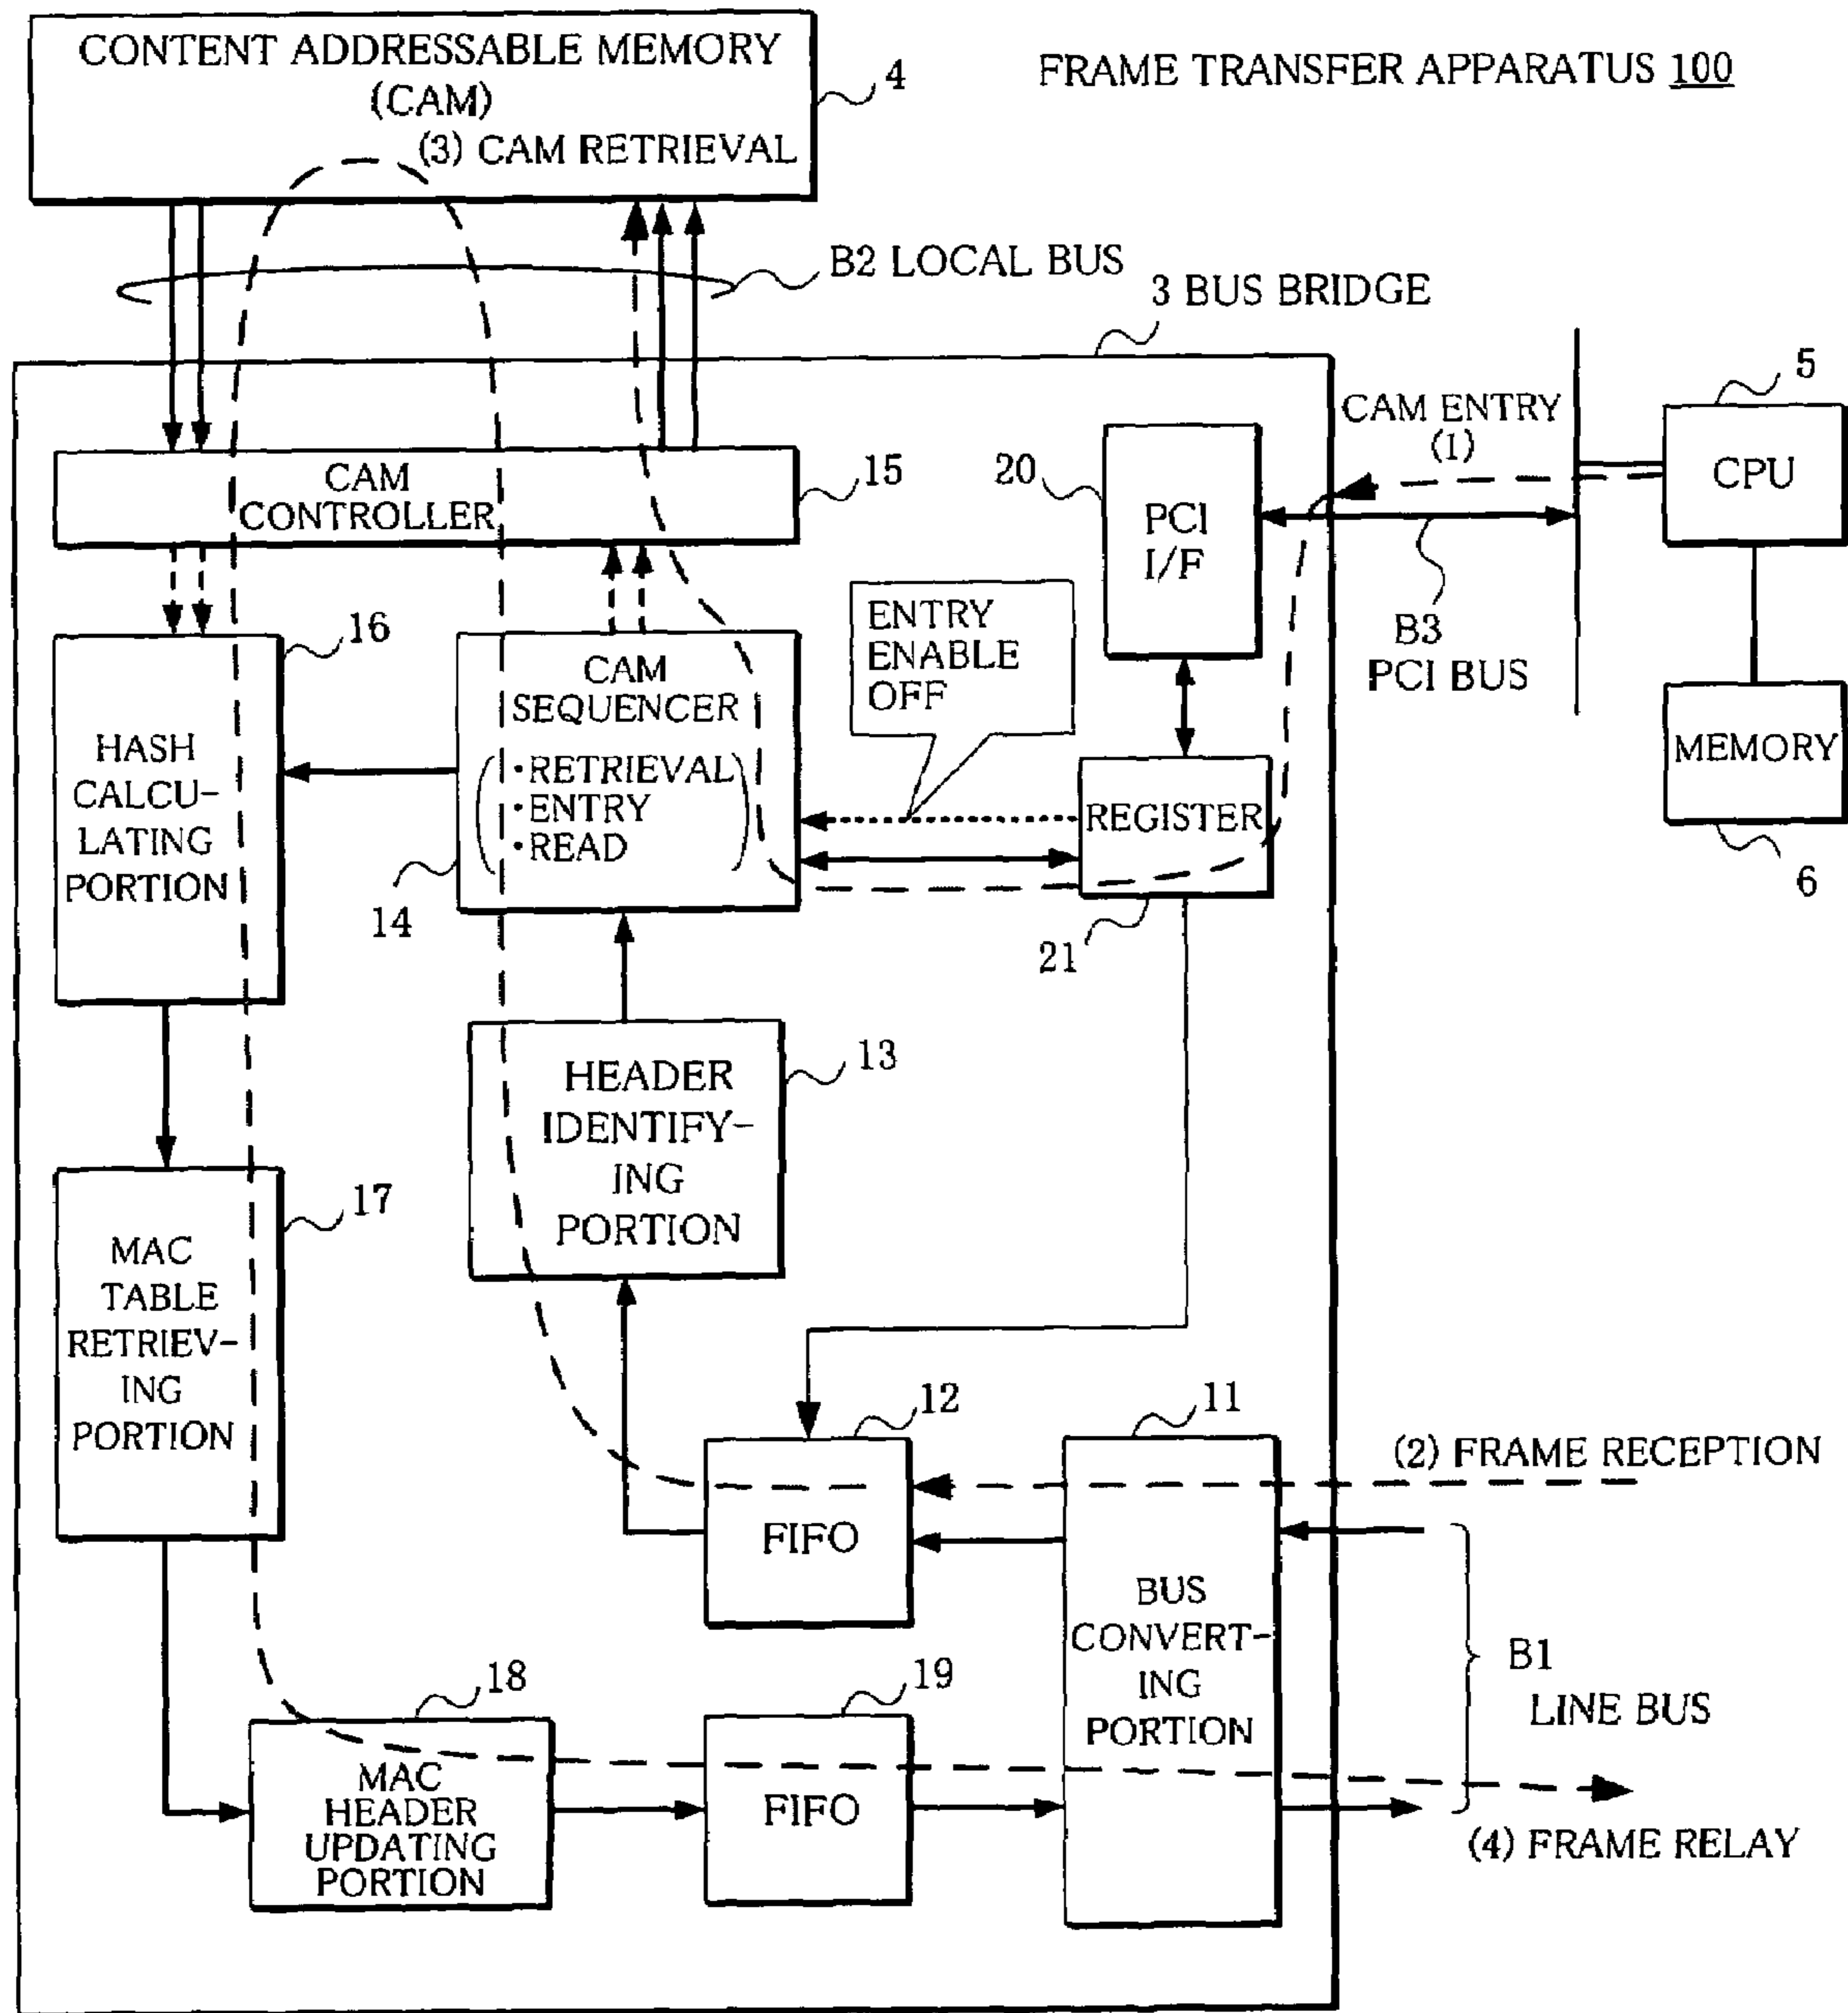 CONTENT ADDRESSABLE MEMORY
(CAM)
(3) CAM RETRIEVAL
4
FRAME TRANSFER APPARATUS 100
B2 LOCAL BUS
3 BUS BRIDGE
CAM ENTRY
(1)
5
CPU
CAM
CONTROLLER
15
20
PCI
I/F
B3
PCI BUS
MEMORY
6
ENTRY
ENABLE
OFF
16
HASH
CALCU-
LATING
PORTION
CAM
SEQUENCER
·RETRIEVAL
·ENTRY
·READ
14
REGISTER
21
HEADER
IDENTIFY-
ING
PORTION
13
17
MAC
TABLE
RETRIEV-
ING
PORTION
12
FIFO
11
BUS
CONVERT-
ING
PORTION
(2) FRAME RECEPTION
B1
LINE BUS
18
MAC
HEADER
UPDATING
PORTION
19
FIFO
(4) FRAME RELAY